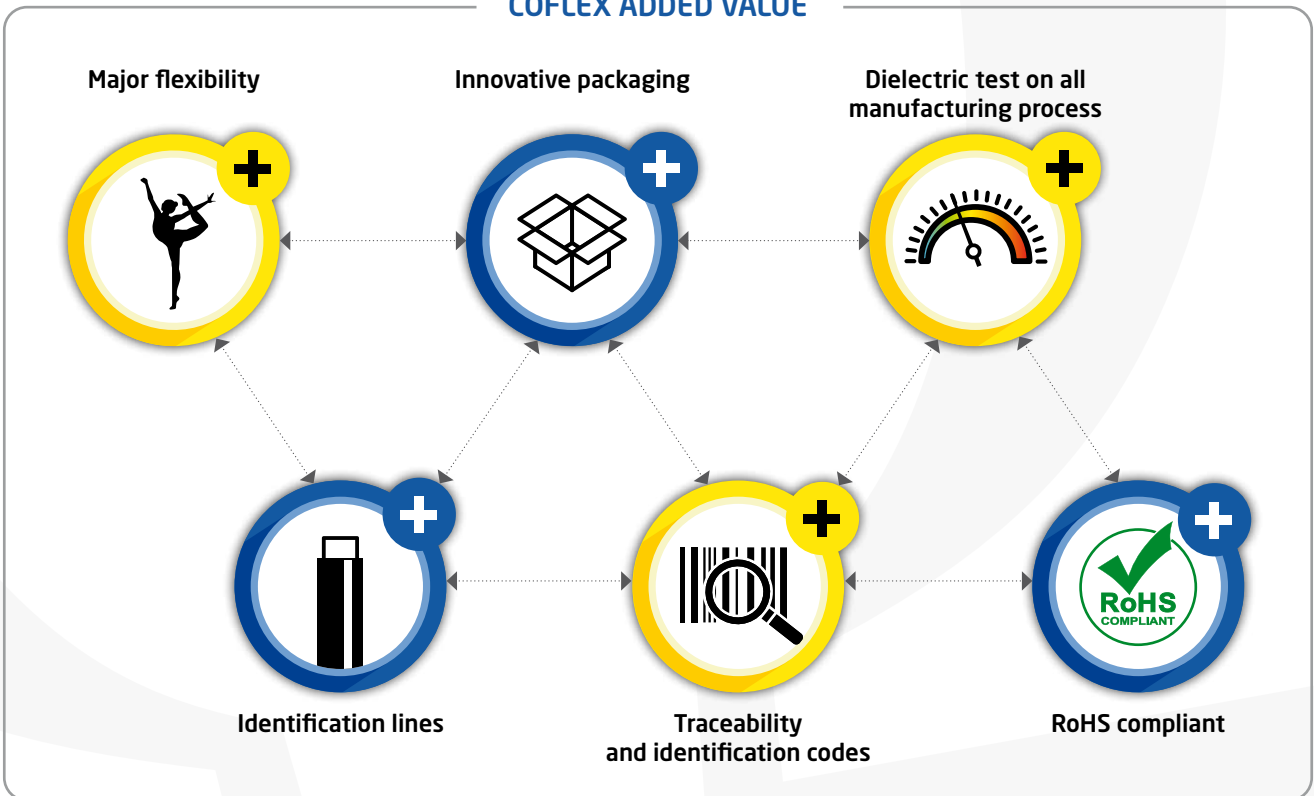 COFLEX ADDED VALUE
Major flexibility
Innovative packaging
Dielectric test on all
manufacturing process
RoHS
COMPLIANT
Identification lines
Traceability
and identification codes
RoHS compliant